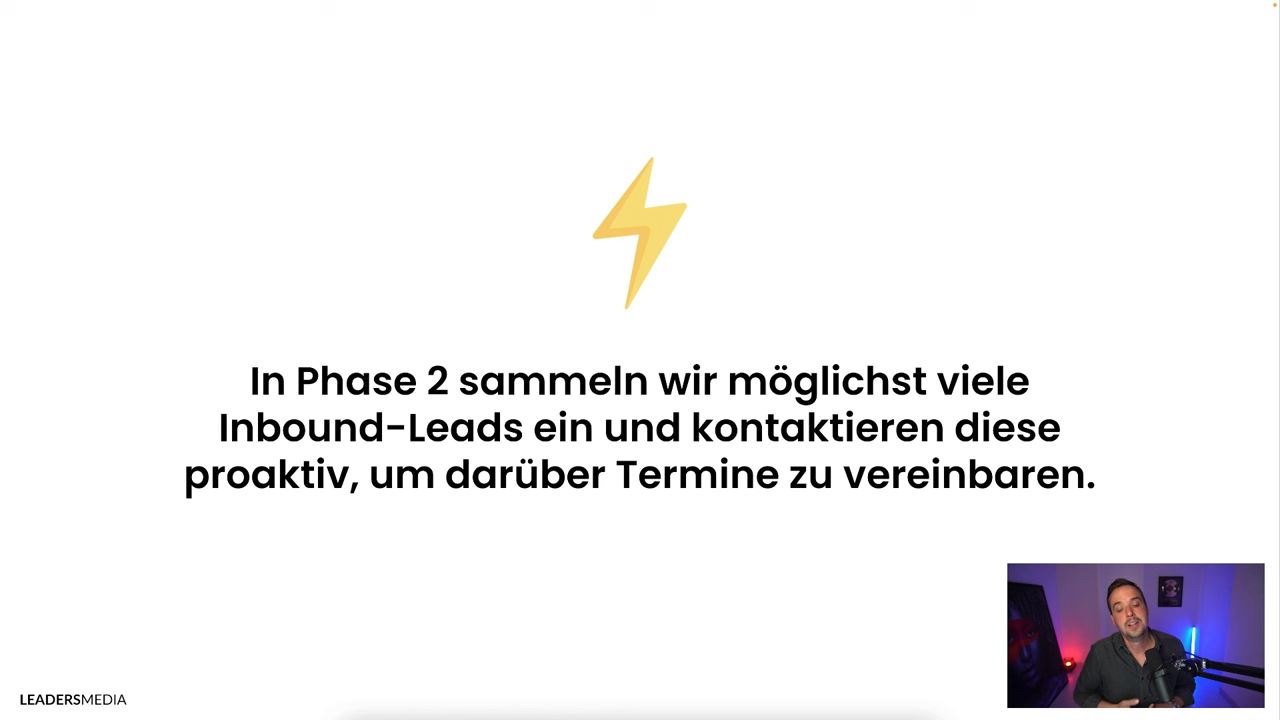 In Phase 2 sammeln wir möglichst viele
Inbound-Leads ein und kontaktieren diese
proaktiv, um darüber Termine zu vereinbaren.
LEADERSMEDIA